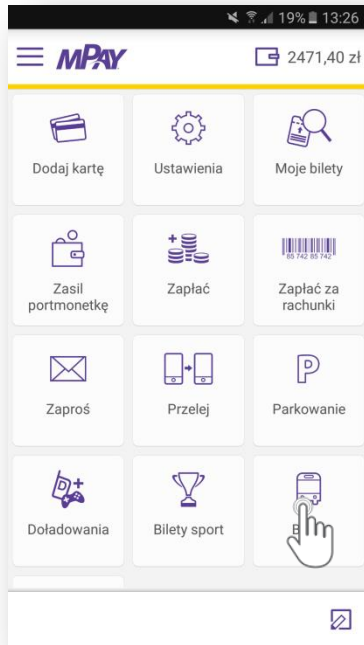 19% 13:26
mPAY
2471,40 zł
Dodaj kartę
Ustawienia
Moje bilety
Zasil
portmonetkę
Zapłać
85 742 85 742
Zapłać za
rachunki
Zaproś
Przelej
P
Parkowanie
Doładowania
Bilety sport